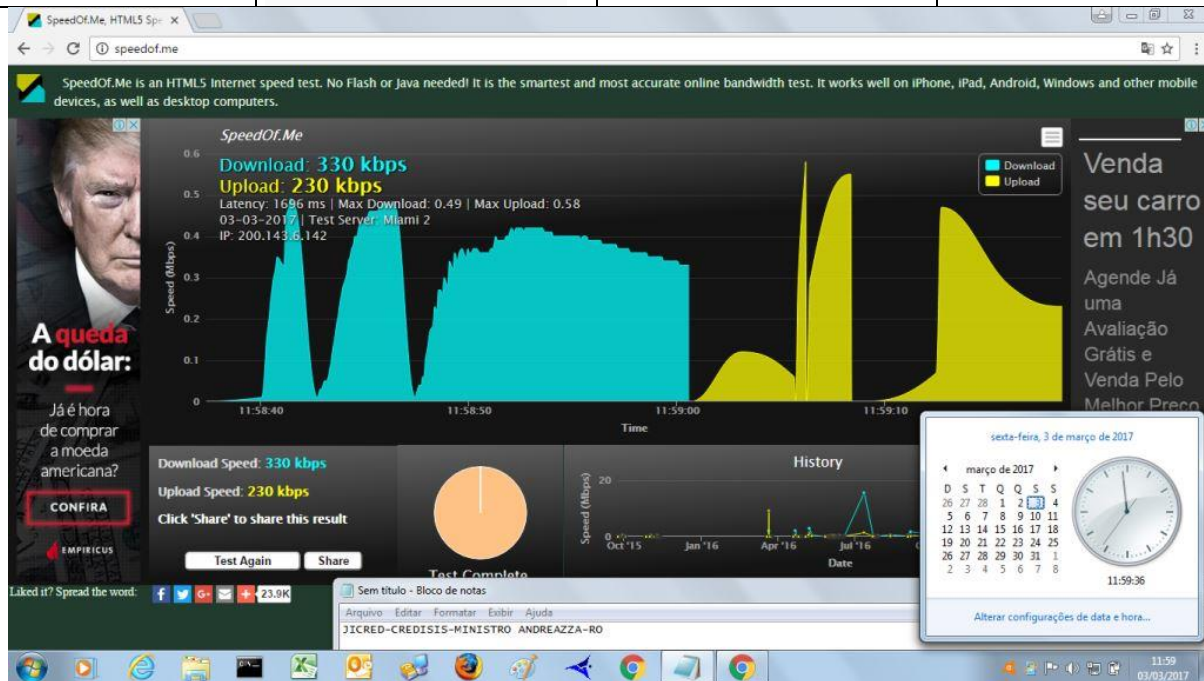 SpeedOf.Me, HTML5 Spe
speedof.me
SpeedOf.Me is an HTML5 Internet speed test. No Flash or Java needed! It is the smartest and most accurate online bandwidth test. It works well on iPhone, iPad, Android, Windows and other mobile
devices, as well as desktop computers.
A queda
do dólar:
Já é hora
de comprar
a moeda
americana?
CONFIRA
EMPIRICUS
SpeedOf.Me
Download: 330 kbps
Upload: 230 kbps
Latency: 1696 ms | Max Download: 0.49 | Max Upload: 0.58
03-03-2017 | Test Server: Miami 2
IP: 200.143.6.142
Download
Upload
Speed (Mbps)
0.6
0.5
0.4
0.3
0.2
0.1
0
11:58:40 11:58:50 11:59:00 11:59:10
Time
Venda
seu carro
em 1h30
Agende Já
uma
Avaliação
Grátis e
Venda Pelo
Melhor Preço
Download Speed: 330 kbps
Upload Speed: 230 kbps
Click 'Share' to share this result
Test Again Share
Test Complete
History
Speed (Mbps)
20
0
Oct '15 Jan '16 Apr '16 Jul '16
Date
sexta-feira, 3 de março de 2017
março de 2017
D S T Q Q S S
26 27 28 1 2 3 4
5 6 7 8 9 10 11
12 13 14 15 16 17 18
19 20 21 22 23 24 25
26 27 28 29 30 31 1
2 3 4 5 6 7 8
11:59:36
Alterar configurações de data e hora...
Liked it? Spread the word:
23.9K
Sem título - Bloco de notas
Arquivo Editar Formatar Exibir Ajuda
JICRED-CREDISIS-MINISTRO ANDREAZZA-RO
11:59
03/03/2017